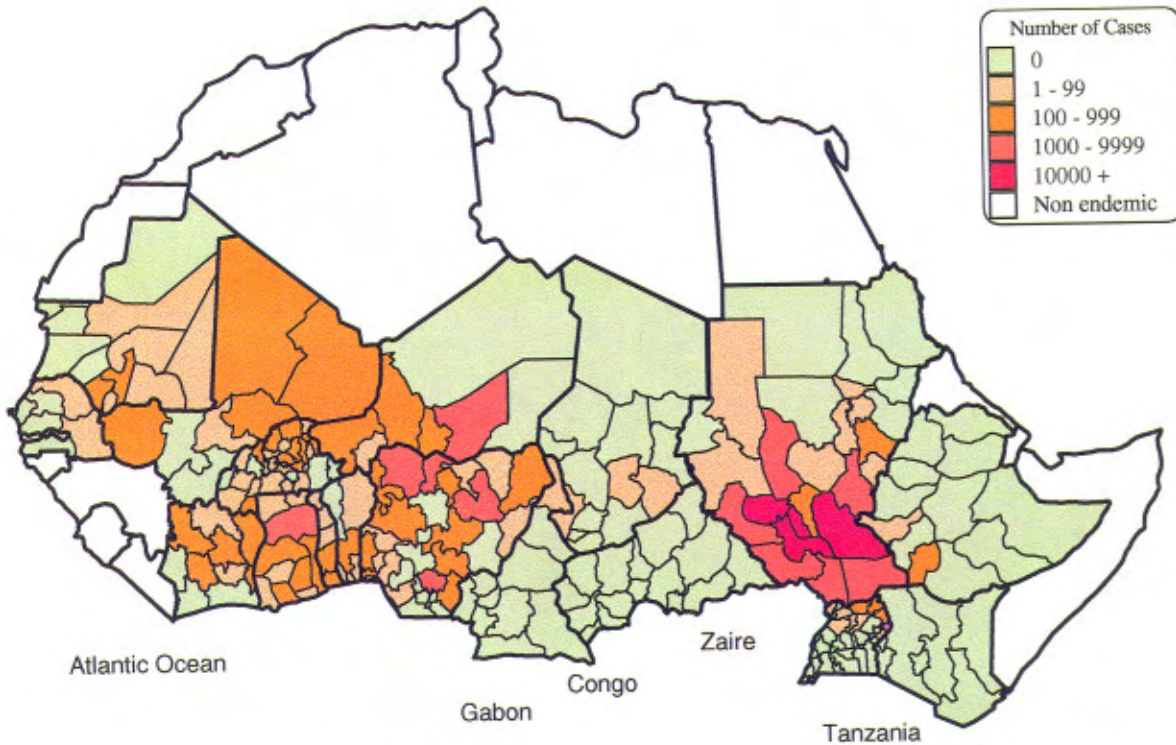 Number of Cases
0
1 - 99
100 - 999
1000 - 9999
10000 +
Non endemic
Atlantic Ocean
Zaire
Congo
Gabon
Tanzania